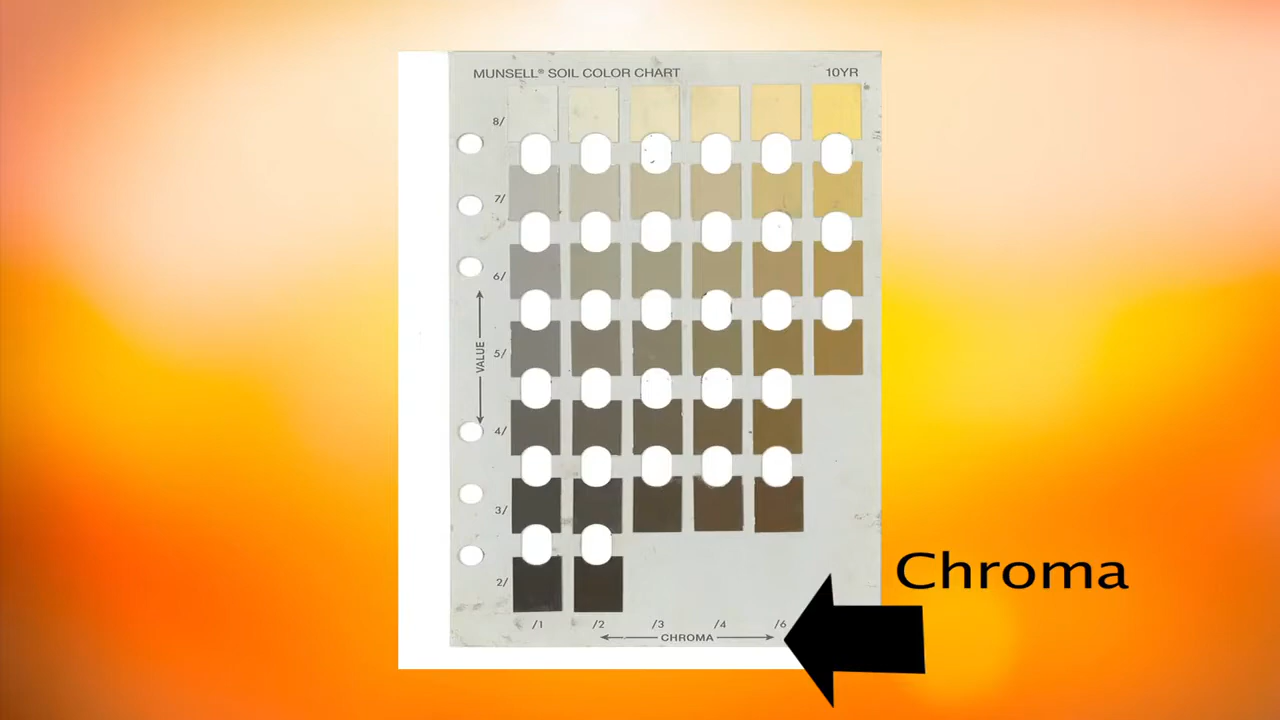 MUNSELL® SOIL COLOR CHART 10YR
8/
7/
6/
VALUE
5/
4/
3/
2/
/1 /2 /3 /4 /6
CHROMA
Chroma